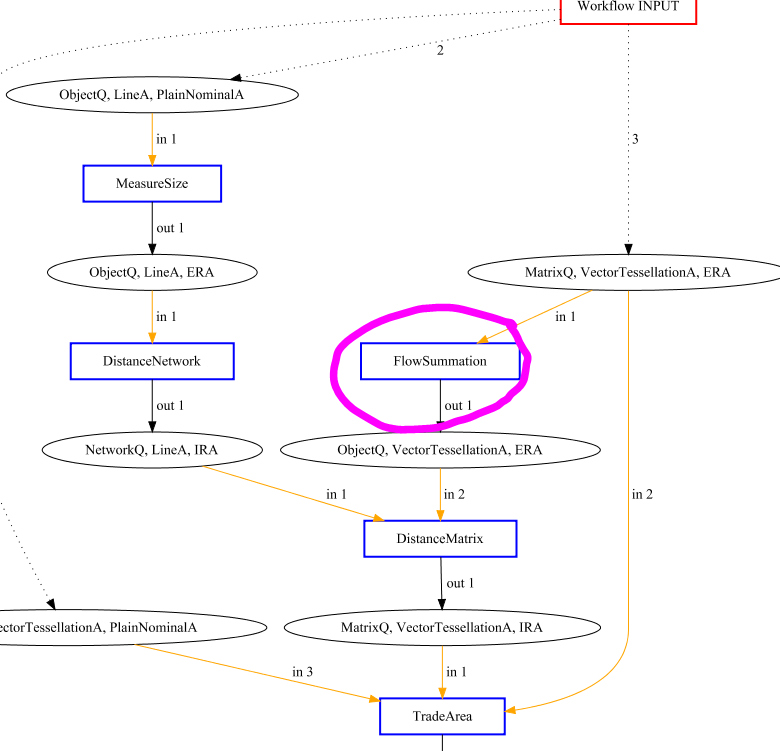 Workflow INPUT
2
ObjectQ, LineA, PlainNominalA
in 1
3
MeasureSize
out 1
ObjectQ, LineA, ERA
MatrixQ, VectorTessellationA, ERA
in 1
in 1
DistanceNetwork
FlowSummation
out 1
out 1
NetworkQ, LineA, IRA
ObjectQ, VectorTessellationA, ERA
in 1
in 2
in 2
DistanceMatrix
out 1
ectorTessellationA, PlainNominalA
MatrixQ, VectorTessellationA, IRA
in 3
in 1
TradeArea